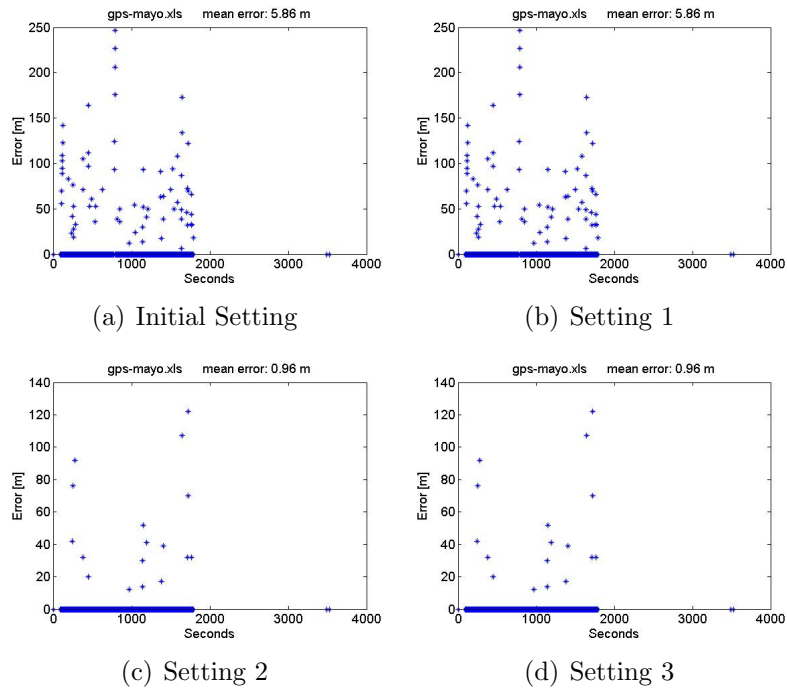 gps-mayo.xls mean error: 5.86 m
250
200
150
100
50
0
Error [m]
0 1000 2000 3000 4000
Seconds
(a) Initial Setting
gps-mayo.xls mean error: 5.86 m
250
200
150
100
50
0
Error [m]
0 1000 2000 3000 4000
Seconds
(b) Setting 1
gps-mayo.xls mean error: 0.96 m
140
120
100
80
60
40
20
0
Error [m]
0 1000 2000 3000 4000
Seconds
(c) Setting 2
gps-mayo.xls mean error: 0.96 m
140
120
100
80
60
40
20
0
Error [m]
0 1000 2000 3000 4000
Seconds
(d) Setting 3